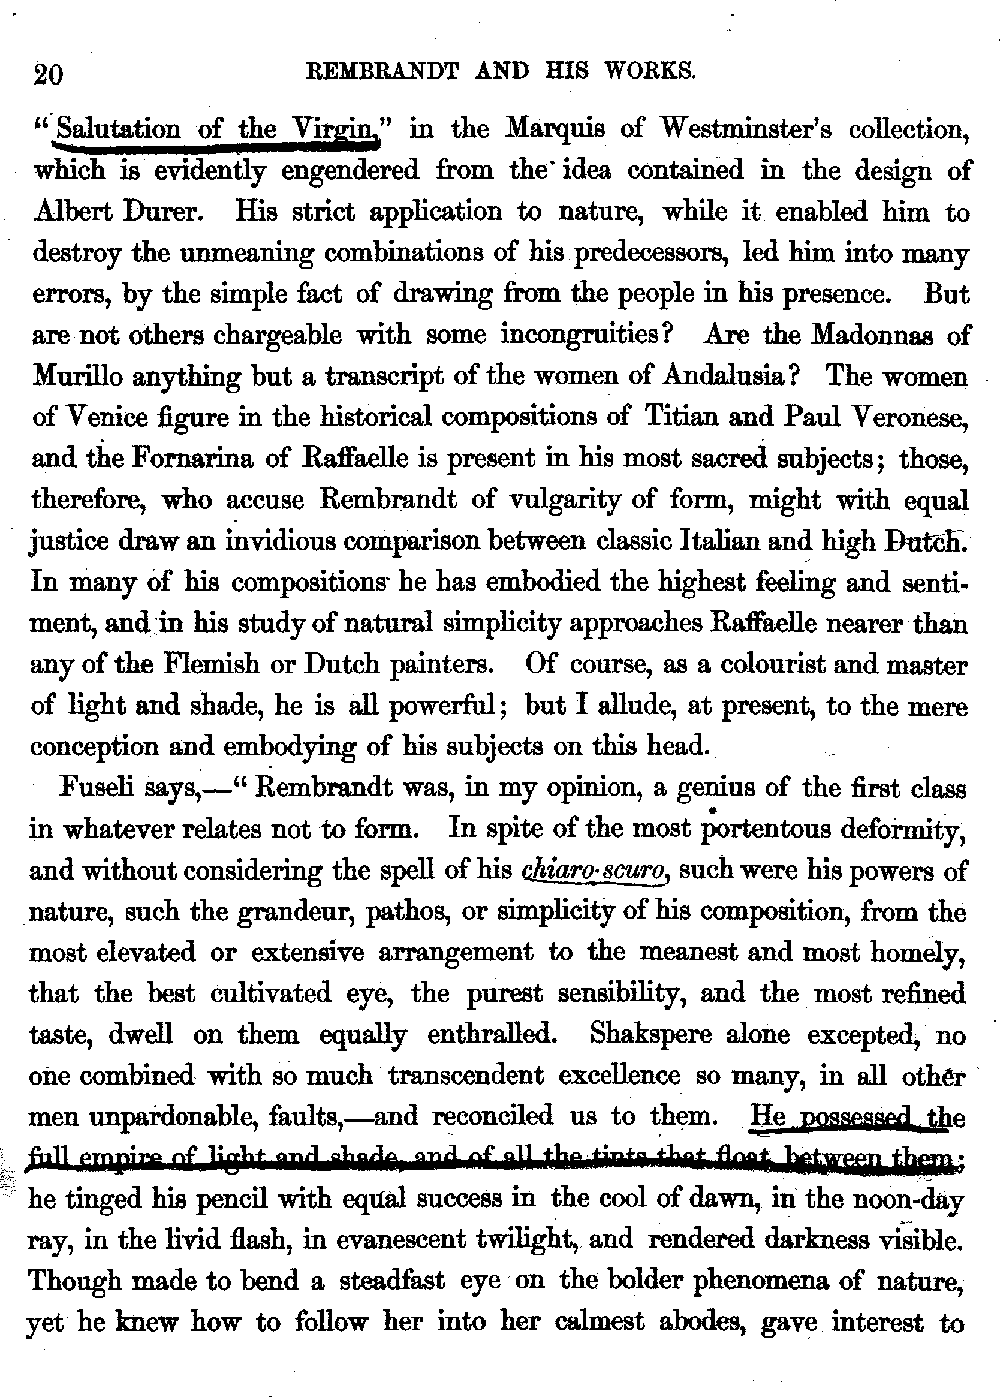 20 REMBRANDT AND HIS WORKS.
"Salutation of the Virgin," in the Marquis of Westminster's collection,
which is evidently engendered from the idea contained in the design of
Albert Durer. His strict application to nature, while it enabled him to
destroy the unmeaning combinations of his predecessors, led him into many
errors, by the simple fact of drawing from the people in his presence. But
are not others chargeable with some incongruities? Are the Madonnas of
Murillo anything but a transcript of the women of Andalusia? The women
of Venice figure in the historical compositions of Titian and Paul Veronese,
and the Fornarina of Raffaelle is present in his most sacred subjects; those,
therefore, who accuse Rembrandt of vulgarity of form, might with equal
justice draw an invidious comparison between classic Italian and high Dutch.
In many of his compositions he has embodied the highest feeling and senti-
ment, and in his study of natural simplicity approaches Raffaelle nearer than
any of the Flemish or Dutch painters. Of course, as a colourist and master
of light and shade, he is all powerful; but I allude, at present, to the mere
conception and embodying of his subjects on this head.
Fuseli says,—"Rembrandt was, in my opinion, a genius of the first class
in whatever relates not to form. In spite of the most portentous deformity,
and without considering the spell of his chiaro-scuro, such were his powers of
nature, such the grandeur, pathos, or simplicity of his composition, from the
most elevated or extensive arrangement to the meanest and most homely,
that the best cultivated eye, the purest sensibility, and the most refined
taste, dwell on them equally enthralled. Shakspere alone excepted, no
one combined with so much transcendent excellence so many, in all other
men unpardonable, faults,—and reconciled us to them. He possessed the
full empire of light and shade, and of all the tints that float between them;
he tinged his pencil with equal success in the cool of dawn, in the noon-day
ray, in the livid flash, in evanescent twilight, and rendered darkness visible.
Though made to bend a steadfast eye on the bolder phenomena of nature,
yet he knew how to follow her into her calmest abodes, gave interest to